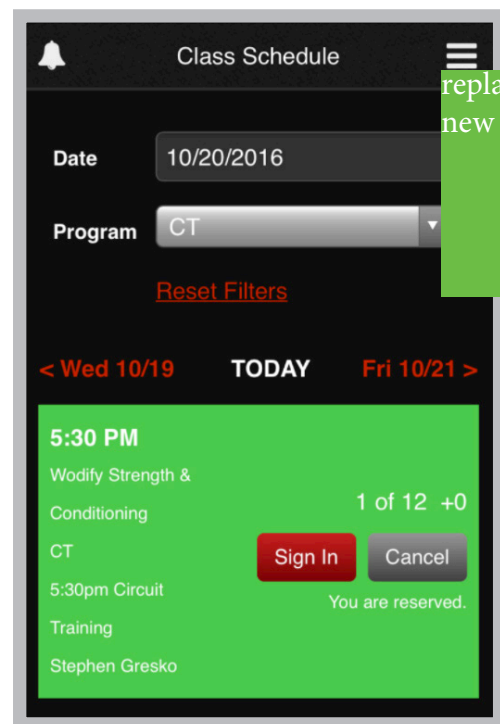 Class Schedule
new
Date 10/20/2016
Program CT
Reset Filters
< Wed 10/19 TODAY Fri 10/21 >
5:30 PM
Wodify Strength &
Conditioning
CT
5:30pm Circuit
Training
Stephen Gresko
1 of 12 +0
Sign In Cancel
You are reserved.